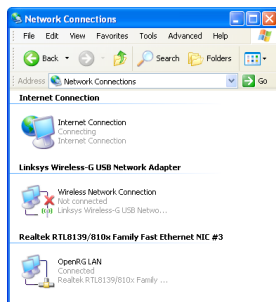 Network Connections
File Edit View Favorites Tools Advanced Help
Back Search Folders
Address Network Connections Go
Internet Connection
Internet Connection
Connecting
Internet Connection
Linksys Wireless-G USB Network Adapter
Wireless Network Connection
Not connected
Linksys Wireless-G USB Netwo...
Realtek RTL8139/810x Family Fast Ethernet NIC #3
OpenRG LAN
Connected
Realtek RTL8139/810x Family ...